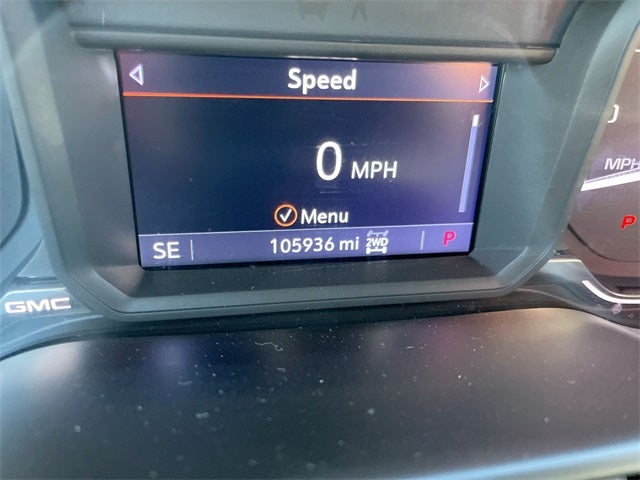 Speed
0 MPH
Menu
SE 105936 mi 2WD P
GMC
MPH
P